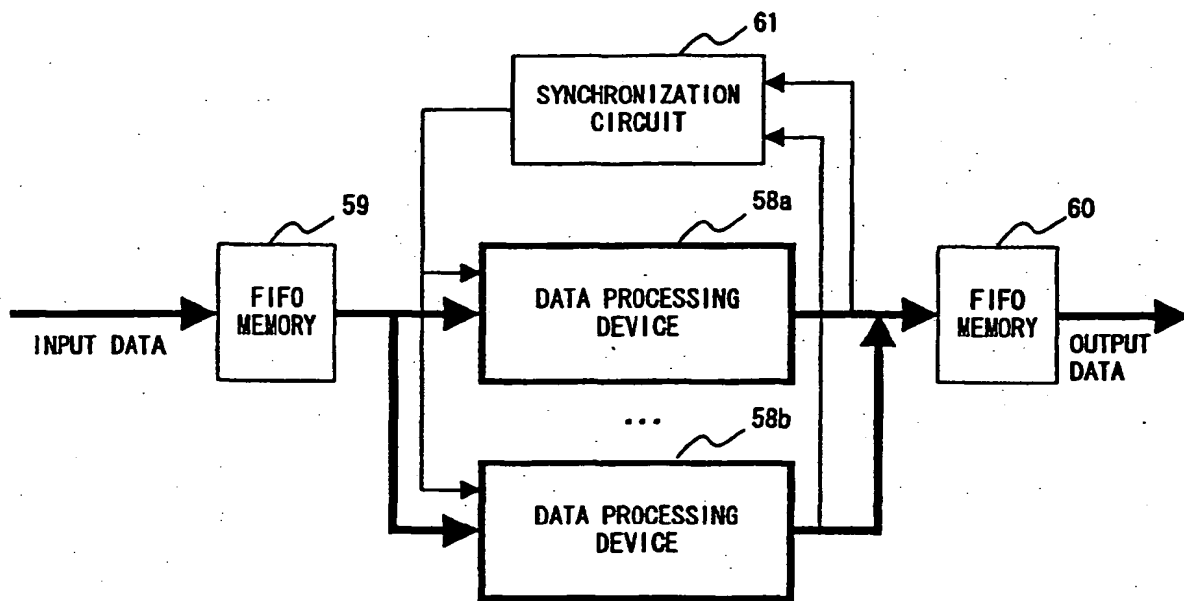 61
SYNCHRONIZATION
CIRCUIT
59
58a
60
FIFO
MEMORY
DATA PROCESSING
DEVICE
FIFO
MEMORY
INPUT DATA
OUTPUT
DATA
...
58b
DATA PROCESSING
DEVICE